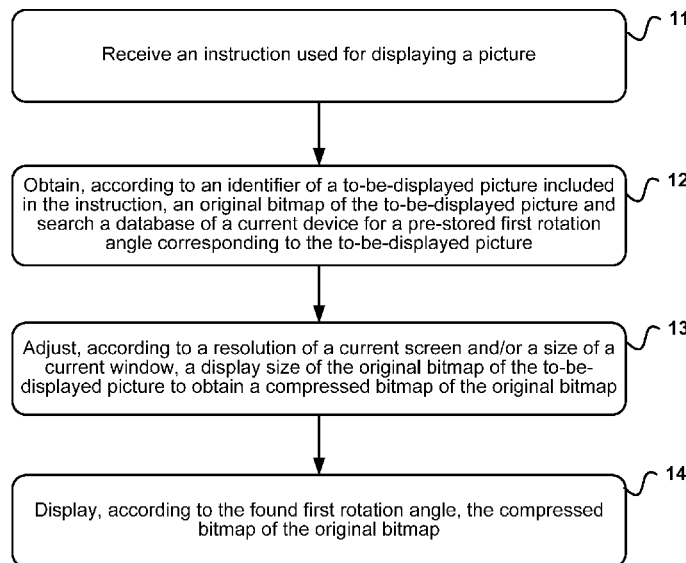 11
Receive an instruction used for displaying a picture
12
Obtain, according to an identifier of a to-be-displayed picture included
in the instruction, an original bitmap of the to-be-displayed picture and
search a database of a current device for a pre-stored first rotation
angle corresponding to the to-be-displayed picture
13
Adjust, according to a resolution of a current screen and/or a size of a
current window, a display size of the original bitmap of the to-be-
displayed picture to obtain a compressed bitmap of the original bitmap
14
Display, according to the found first rotation angle, the compressed
bitmap of the original bitmap